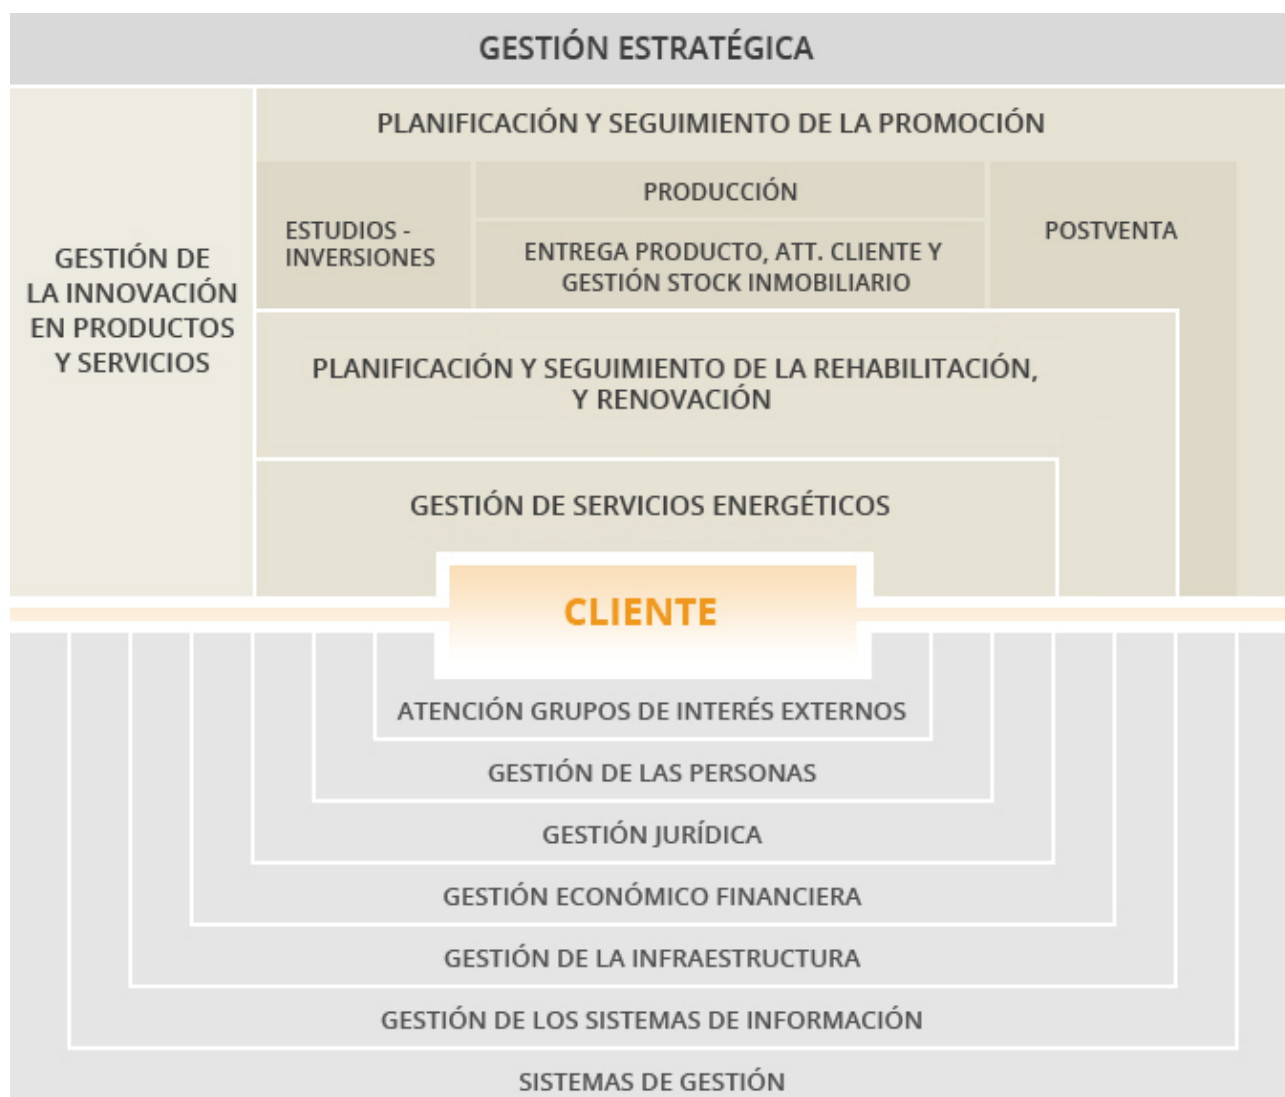 GESTIÓN ESTRATÉGICA
PLANIFICACIÓN Y SEGUIMIENTO DE LA PROMOCIÓN
GESTIÓN DE
LA INNOVACIÓN
EN PRODUCTOS
Y SERVICIOS
ESTUDIOS -
INVERSIONES
PRODUCCIÓN
ENTREGA PRODUCTO, ATT. CLIENTE Y
GESTIÓN STOCK INMOBILIARIO
POSTVENTA
PLANIFICACIÓN Y SEGUIMIENTO DE LA REHABILITACIÓN,
Y RENOVACIÓN
GESTIÓN DE SERVICIOS ENERGÉTICOS
CLIENTE
ATENCIÓN GRUPOS DE INTERÉS EXTERNOS
GESTIÓN DE LAS PERSONAS
GESTIÓN JURÍDICA
GESTIÓN ECONÓMICO FINANCIERA
GESTIÓN DE LA INFRAESTRUCTURA
GESTIÓN DE LOS SISTEMAS DE INFORMACIÓN
SISTEMAS DE GESTIÓN